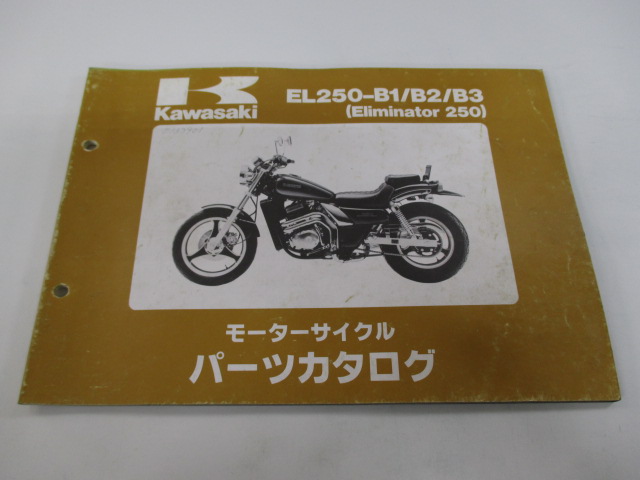 Kawasaki
EL250-B1/B2/B3
(Eliminator 250)
モーターサイクル
パーツカタログ